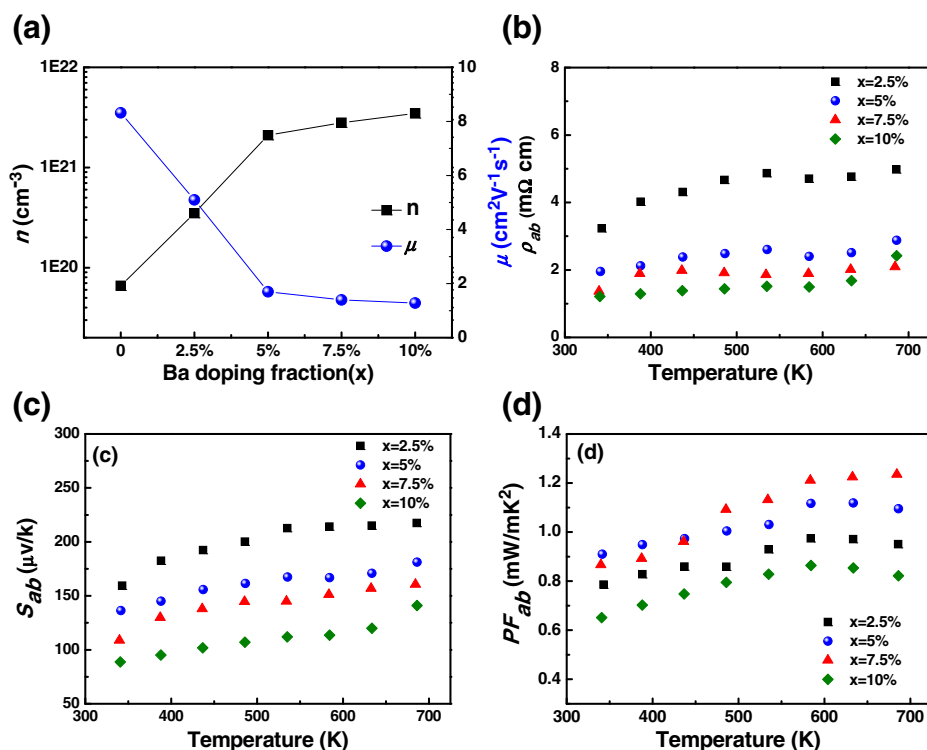 (a)
1E22
1E21
1E20
n (cm⁻³)
10
8
6
4
2
0
μ (cm²V⁻¹s⁻¹)
n
μ
0 2.5% 5% 7.5% 10%
Ba doping fraction(x)
(b)
8
6
4
2
0
ρab (mΩ cm)
x=2.5%
x=5%
x=7.5%
x=10%
300 400 500 600 700
Temperature (K)
(c)
300
250
200
150
100
50
Sab (μv/k)
(c)
x=2.5%
x=5%
x=7.5%
x=10%
300 400 500 600 700
Temperature (K)
(d)
1.4
1.2
1.0
0.8
0.6
0.4
PFab (mW/mK²)
(d)
x=2.5%
x=5%
x=7.5%
x=10%
300 400 500 600 700
Temperature (K)